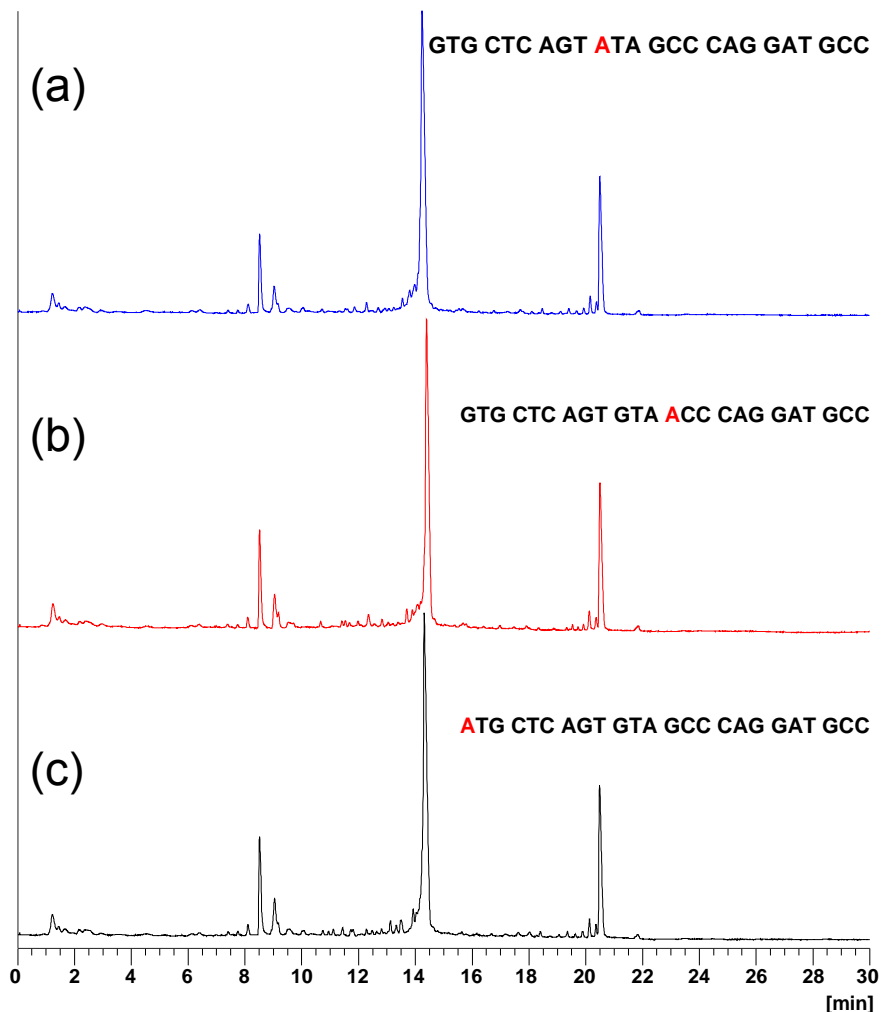 GTG CTC AGT ATA GCC CAG GAT GCC
(a)
GTG CTC AGT GTA ACC CAG GAT GCC
(b)
ATG CTC AGT GTA GCC CAG GAT GCC
(c)
0 2 4 6 8 10 12 14 16 18 20 22 24 26 28 30
[min]